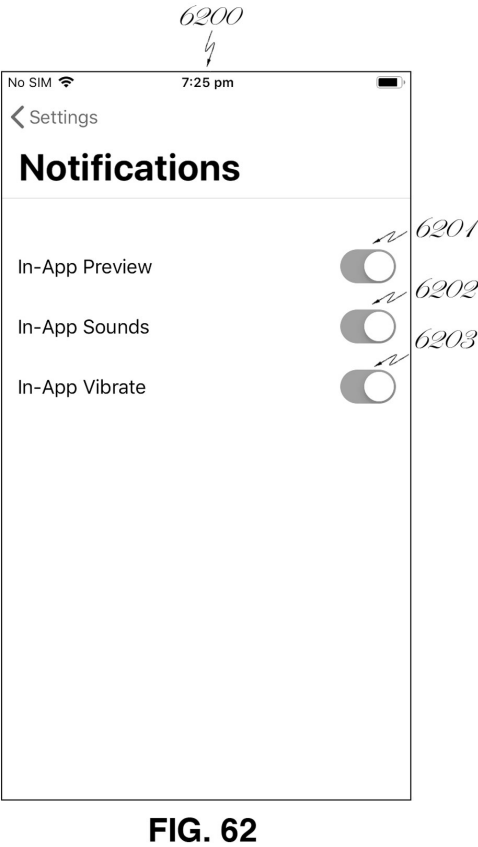 6200
No SIM 7:25 pm
Settings
Notifications
6201
In-App Preview
6202
In-App Sounds
6203
In-App Vibrate
FIG. 62